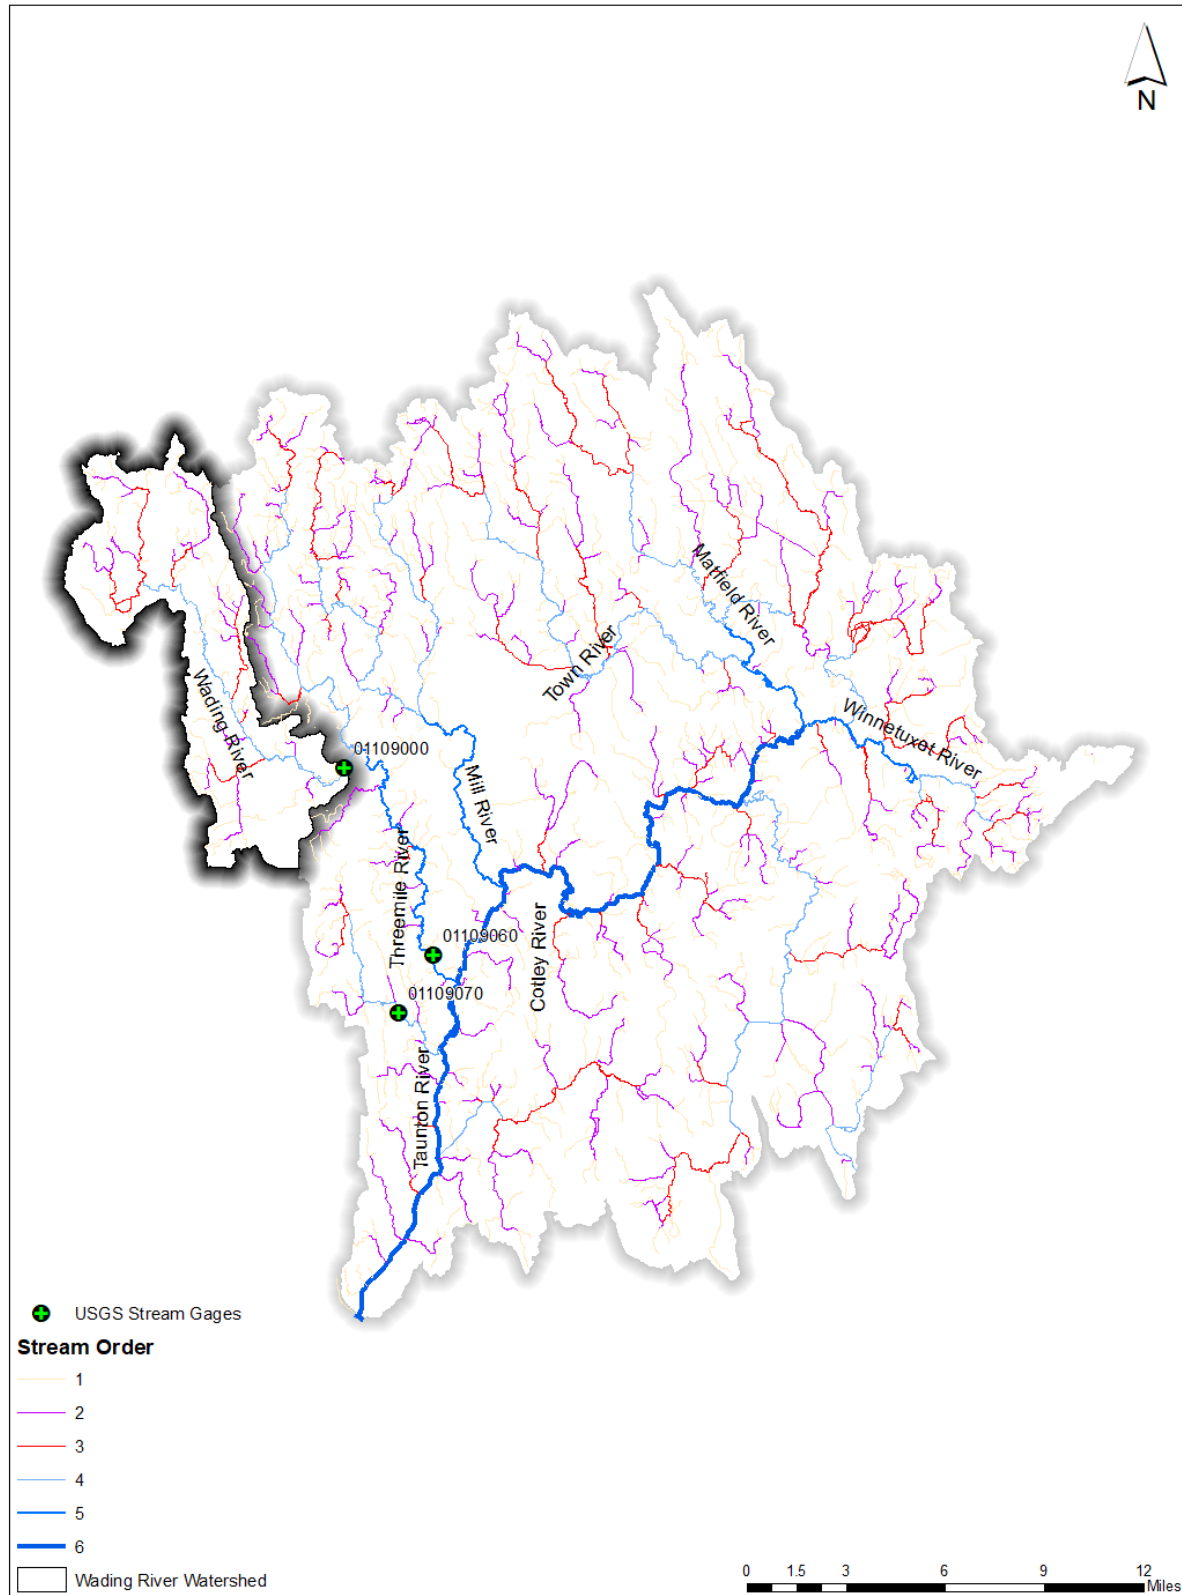 N
Matfield River
Town River
Wading River
Winnetuxet River
01109000
Mill River
Threemile River
01109060
Cotley River
01109070
Taunton River
USGS Stream Gages
Stream Order
1
2
3
4
5
6
Wading River Watershed
0 1.5 3 6 9 12
Miles